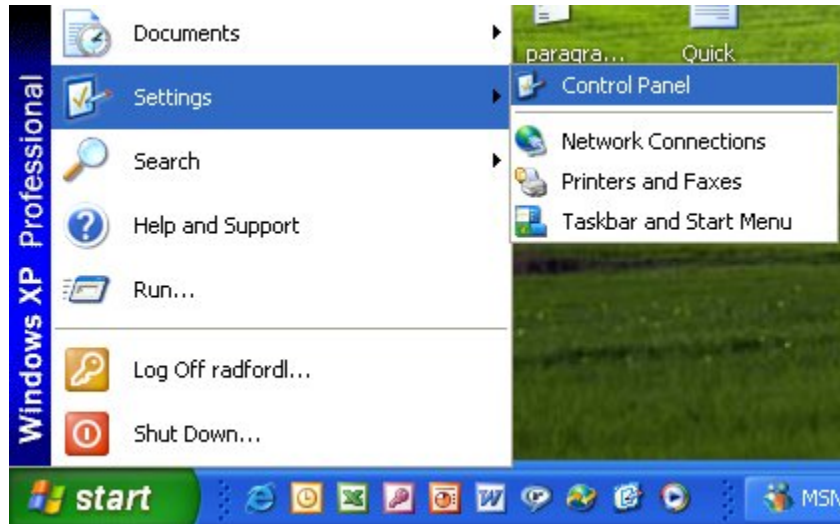 Windows XP Professional
Documents
Settings
Search
Help and Support
Run...
Log Off radfordl...
Shut Down...
paragra...
Quick
Control Panel
Network Connections
Printers and Faxes
Taskbar and Start Menu
start
MSN